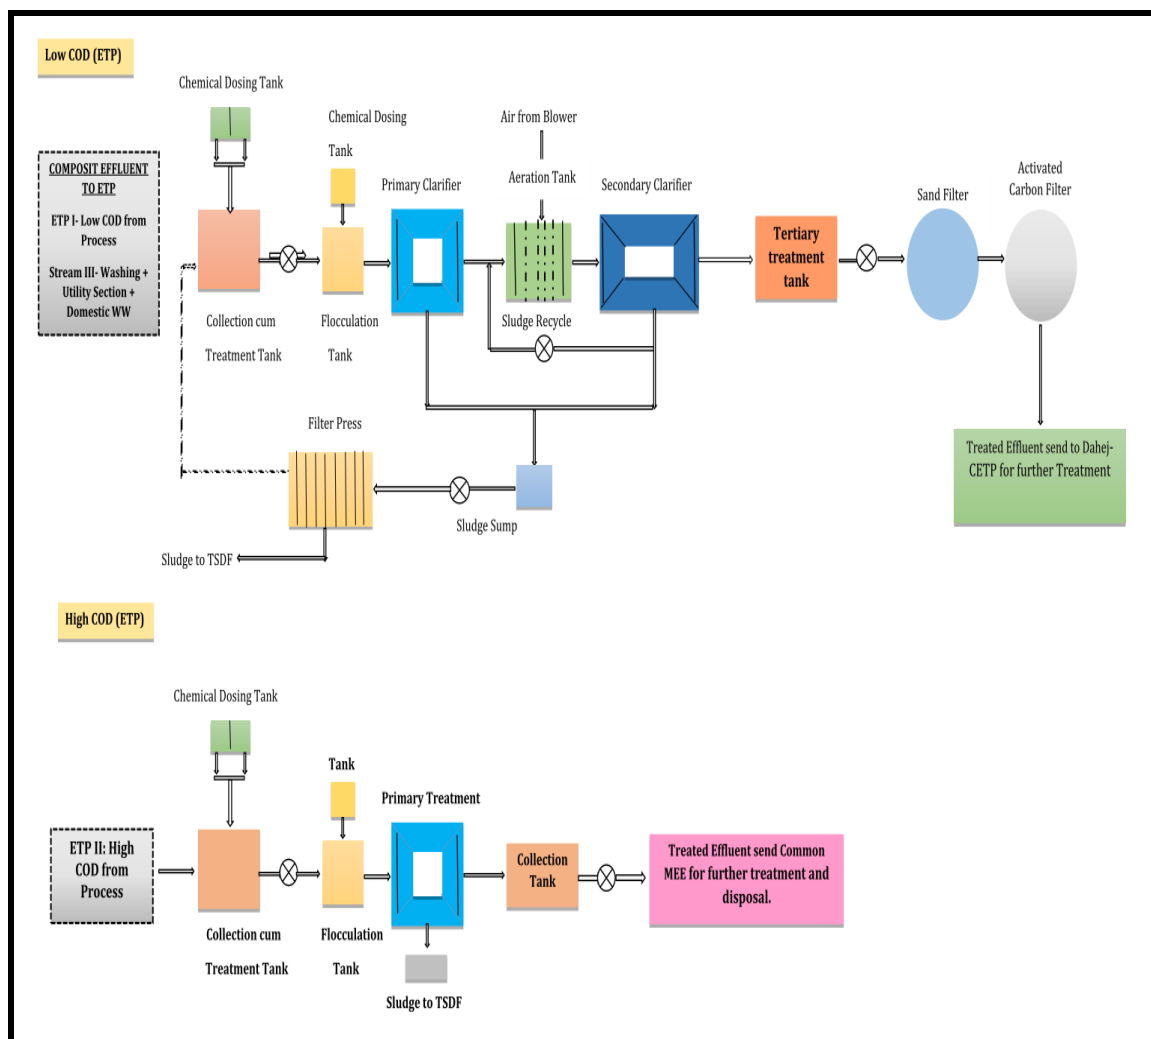 Low COD (ETP)
Chemical Dosing Tank
Chemical Dosing
Tank
Air from Blower
COMPOSIT EFFLUENT
TO ETP
ETP I- Low COD from
Process
Stream III- Washing +
Utility Section +
Domestic WW
Primary Clarifier
Aeration Tank
Secondary Clarifier
Sand Filter
Activated
Carbon Filter
Tertiary
treatment
tank
Collection cum
Treatment Tank
Flocculation
Tank
Sludge Recycle
Filter Press
Sludge Sump
Sludge to TSDF
Treated Effluent send to Dahej-
CETP for further Treatment
High COD (ETP)
Chemical Dosing Tank
Tank
Primary Treatment
ETP II: High
COD from
Process
Collection
Tank
Treated Effluent send Common
MEE for further treatment and
disposal.
Collection cum
Treatment Tank
Flocculation
Tank
Sludge to TSDF